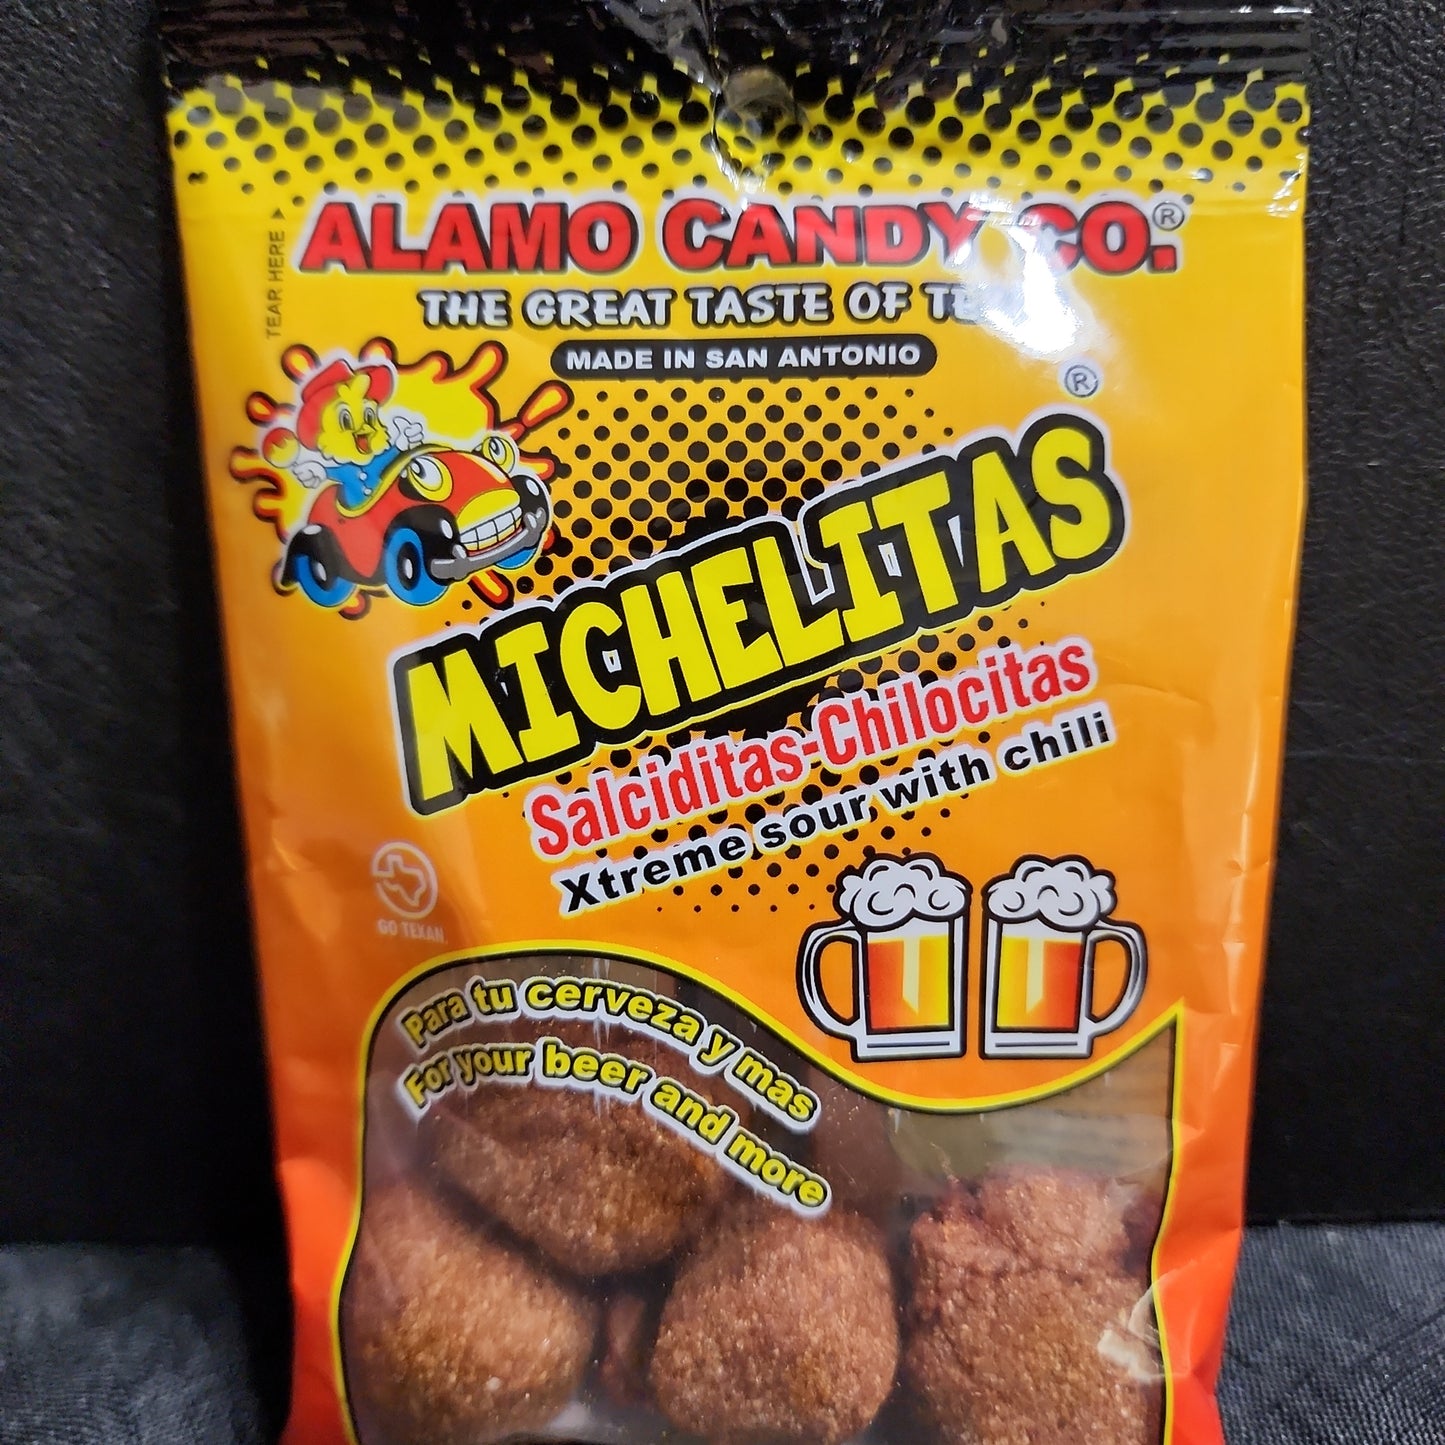 ALAMO CANDY CO.®
TEAR HERE
THE GREAT TASTE OF
MADE IN SAN ANTONIO
®
MICHELITAS
Salciditas-Chilocitas
Xtreme sour with chili
GO TEXAN.
Para tu cerveza y mas
For your beer and more